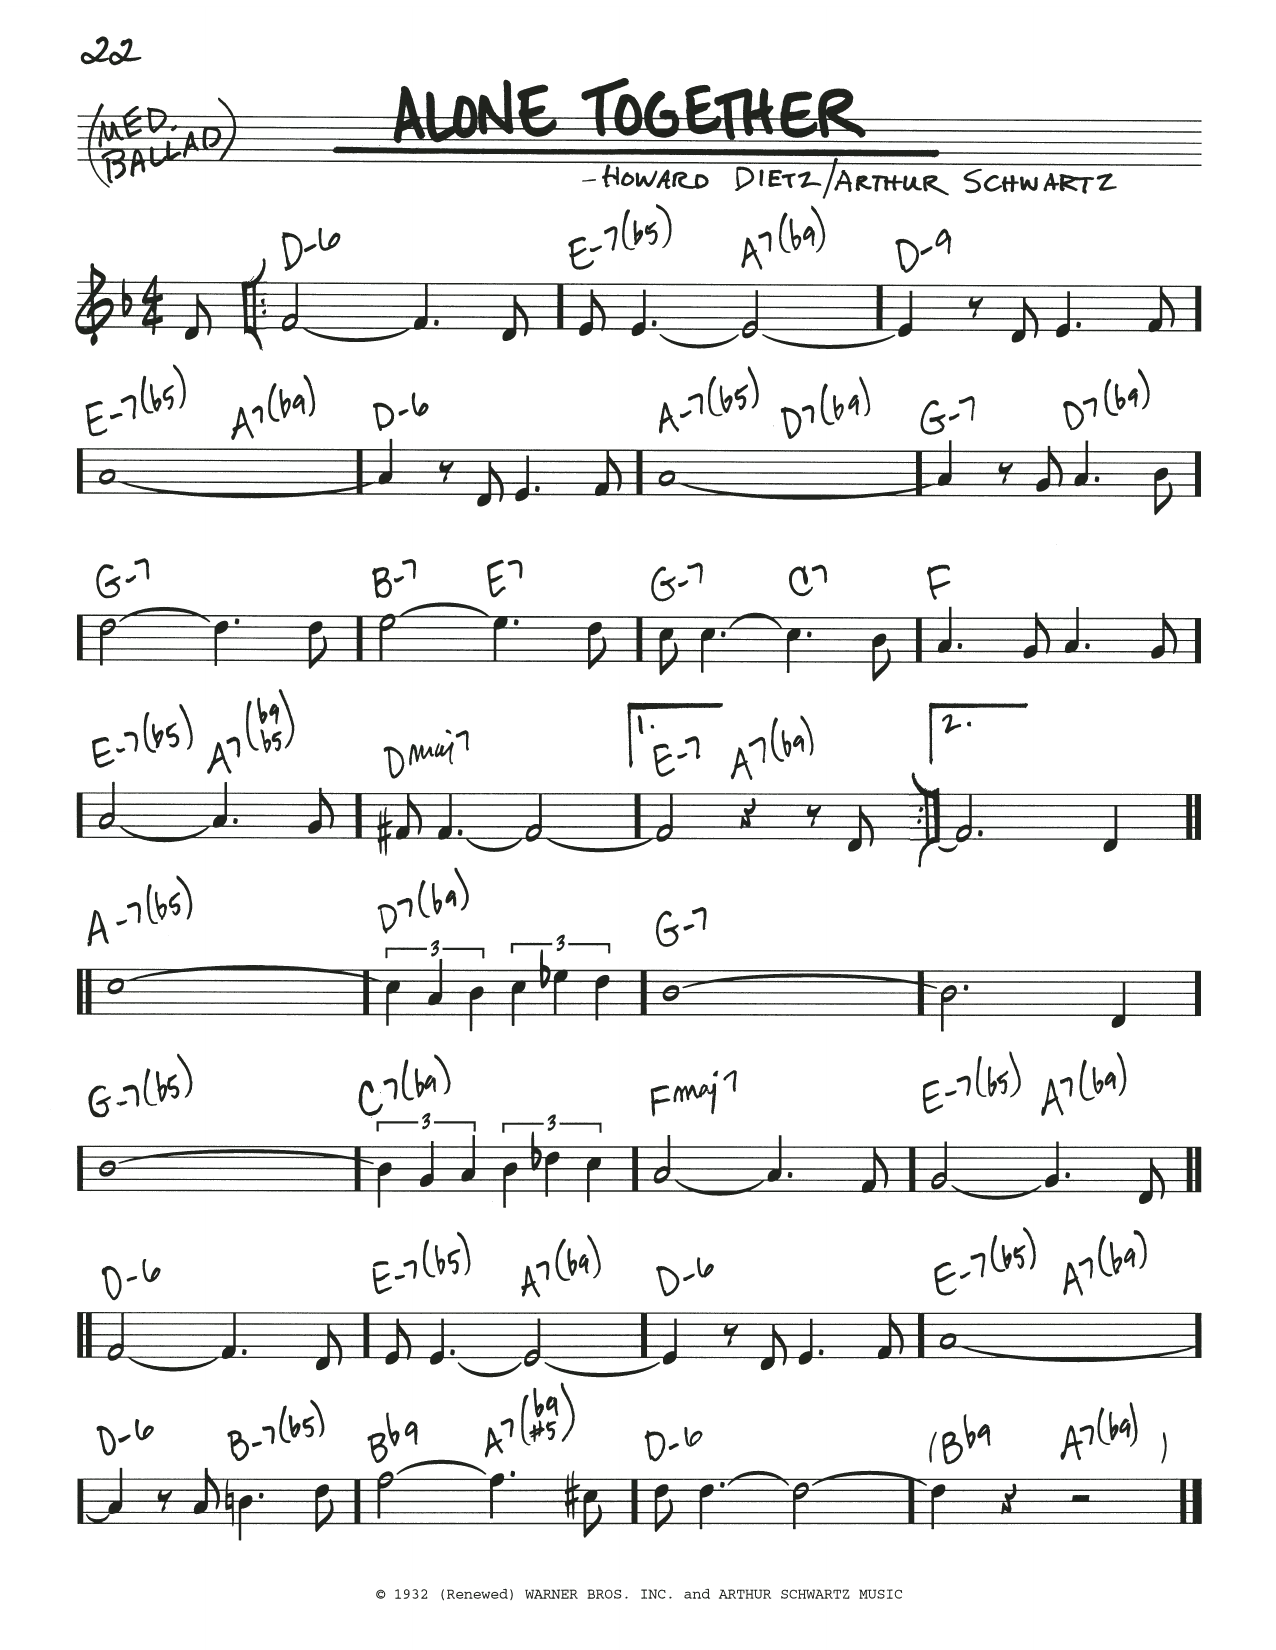 22
(MED. BALLAD)
ALONE TOGETHER
-HOWARD DIETZ/ARTHUR SCHWARTZ
D-6 E-7(b5) A7(b9) D-9
4 4
E-7(b5) A7(b9) D-6 A-7(b5) D7(b9) G-7 D7(b9)
G-7 B-7 E7 G-7 C7 F
E-7(b5) A7(b9 b5) Dmaj7 1. E-7 A7(b9) 2.
A-7(b5) D7(b9) G-7
3 3
G-7(b5) C7(b9) Fmaj7 E-7(b5) A7(b9)
3 3
D-6 E-7(b5) A7(b9) D-6 E-7(b5) A7(b9)
D-6 B-7(b5) Bb9 A7(b9 #5) D-6 (Bb9 A7(b9) )
© 1932 (Renewed) WARNER BROS. INC. and ARTHUR SCHWARTZ MUSIC